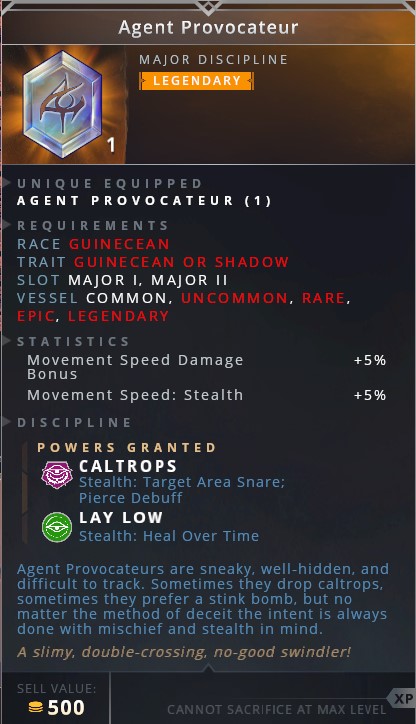 Agent Provocateur
MAJOR DISCIPLINE
LEGENDARY
1
UNIQUE EQUIPPED
AGENT PROVOCATEUR (1)
REQUIREMENTS
RACE GUINECEAN
TRAIT GUINECEAN OR SHADOW
SLOT MAJOR I, MAJOR II
VESSEL COMMON, UNCOMMON, RARE,
EPIC, LEGENDARY
STATISTICS
Movement Speed Damage +5%
Bonus
Movement Speed: Stealth +5%
DISCIPLINE
POWERS GRANTED
CALTROPS
Stealth: Target Area Snare;
Pierce Debuff
LAY LOW
Stealth: Heal Over Time
Agent Provocateurs are sneaky, well-hidden, and
difficult to track. Sometimes they drop caltrops,
sometimes they prefer a stink bomb, but no
matter the method of deceit the intent is always
done with mischief and stealth in mind.
A slimy, double-crossing, no-good swindler!
SELL VALUE:
500
XP
CANNOT SACRIFICE AT MAX LEVEL